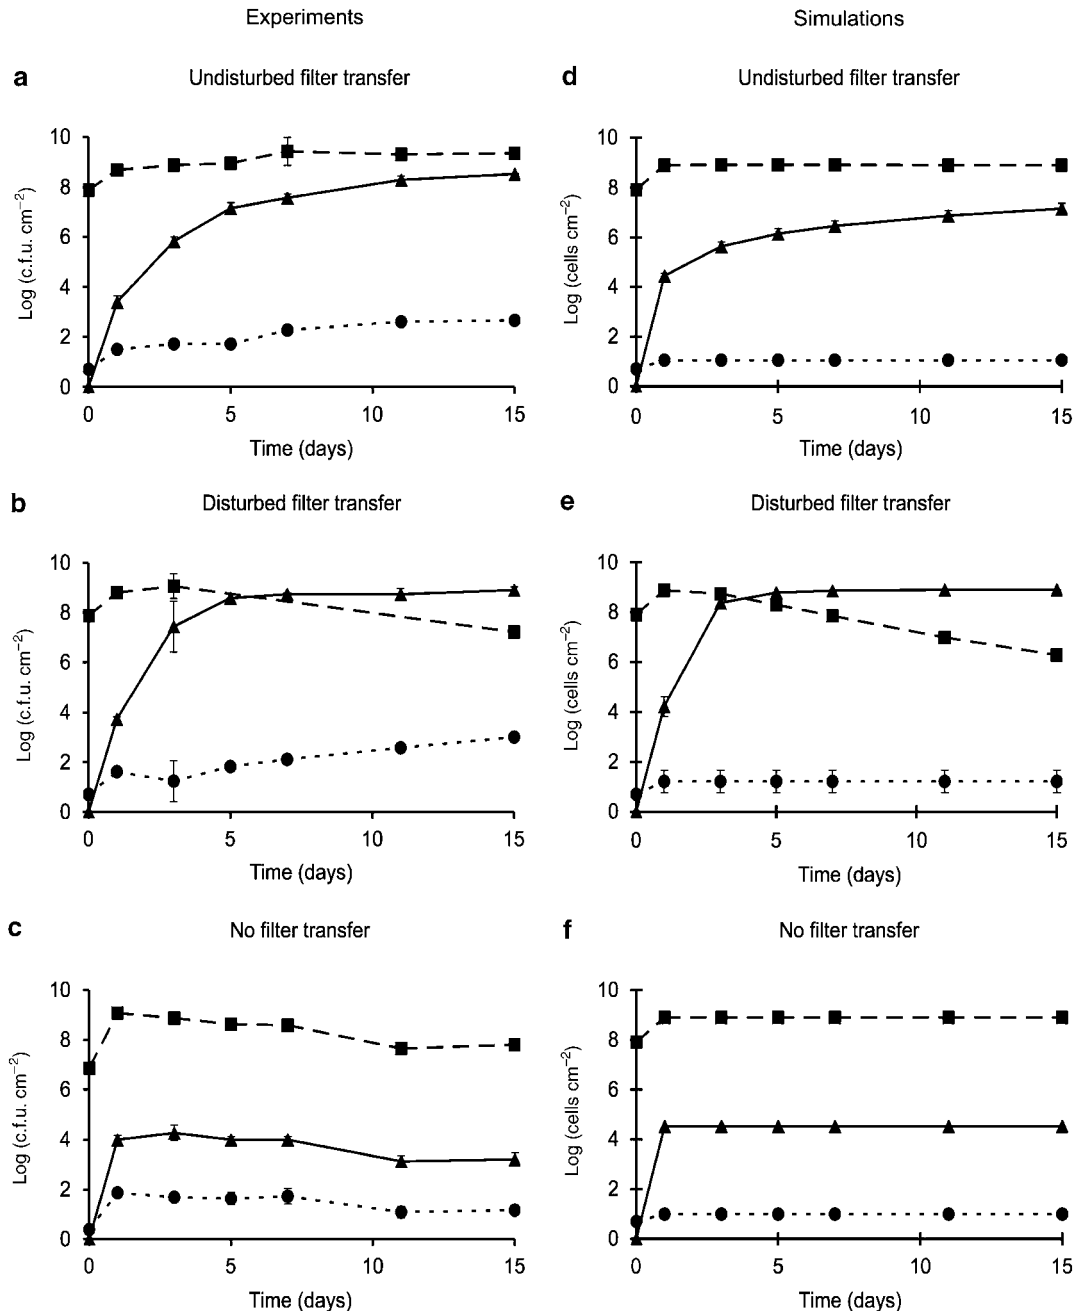 Experiments
Simulations
a
Undisturbed filter transfer
10
8
6
4
2
0
Log (c.f.u. cm−2)
0 5 10 15
Time (days)
d
Undisturbed filter transfer
10
8
6
4
2
0
Log (cells cm−2)
0 5 10 15
Time (days)
b
Disturbed filter transfer
10
8
6
4
2
0
Log (c.f.u. cm−2)
0 5 10 15
Time (days)
e
Disturbed filter transfer
10
8
6
4
2
0
Log (cells cm−2)
0 5 10 15
Time (days)
c
No filter transfer
10
8
6
4
2
0
Log (c.f.u. cm−2)
0 5 10 15
Time (days)
f
No filter transfer
10
8
6
4
2
0
Log (cells cm−2)
0 5 10 15
Time (days)